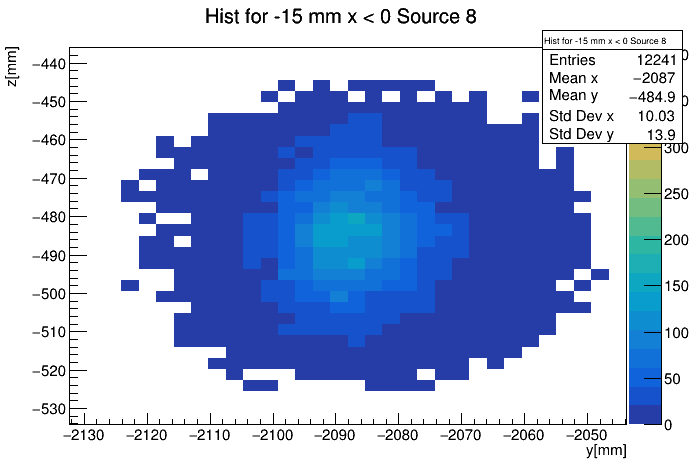 Hist for -15 mm x < 0 Source 8
Hist for -15 mm x < 0 Source 8
Entries 12241
Mean x −2087
Mean y −484.9
Std Dev x 10.03
Std Dev y 13.9
z[mm]
−440
−450
−460
−470
−480
−490
−500
−510
−520
−530
−2130
−2120
−2110
−2100
−2090
−2080
−2070
−2060
−2050
y[mm]
300
250
200
150
100
50
0